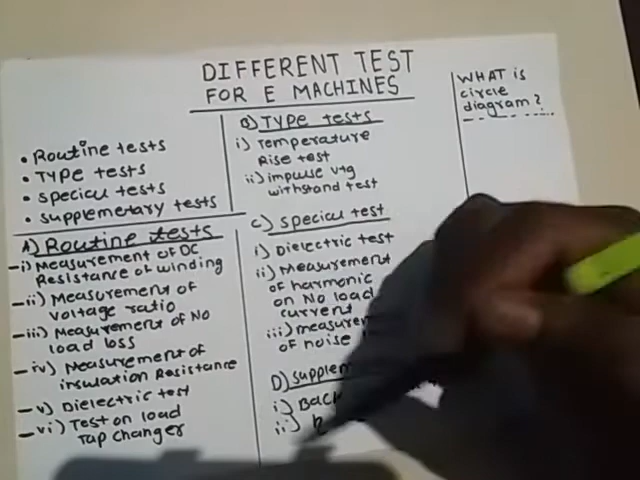 DIFFERENT TEST
FOR E MACHINES
• Routine tests
• TYPE tests
• special tests
• supplemetary tests
A) Routine tests
i) Measurement of DC
Resistance of winding
ii) Measurement of
voltage ratio
iii) Measurement of No
load loss
iv) Measurement of
insulation Resistance
v) Dielectric test
vi) Test on load
Tap changer
B) TYPE tests
i) Temperature
Rise test
ii) impulse vtg
withstand test
C) special test
i) Dielectric test
ii) Measurement
of harmonic
on No load
current
iii) measurem
of noise
D) supplem
i) Back
ii)
WHAT is
circle
diagram?